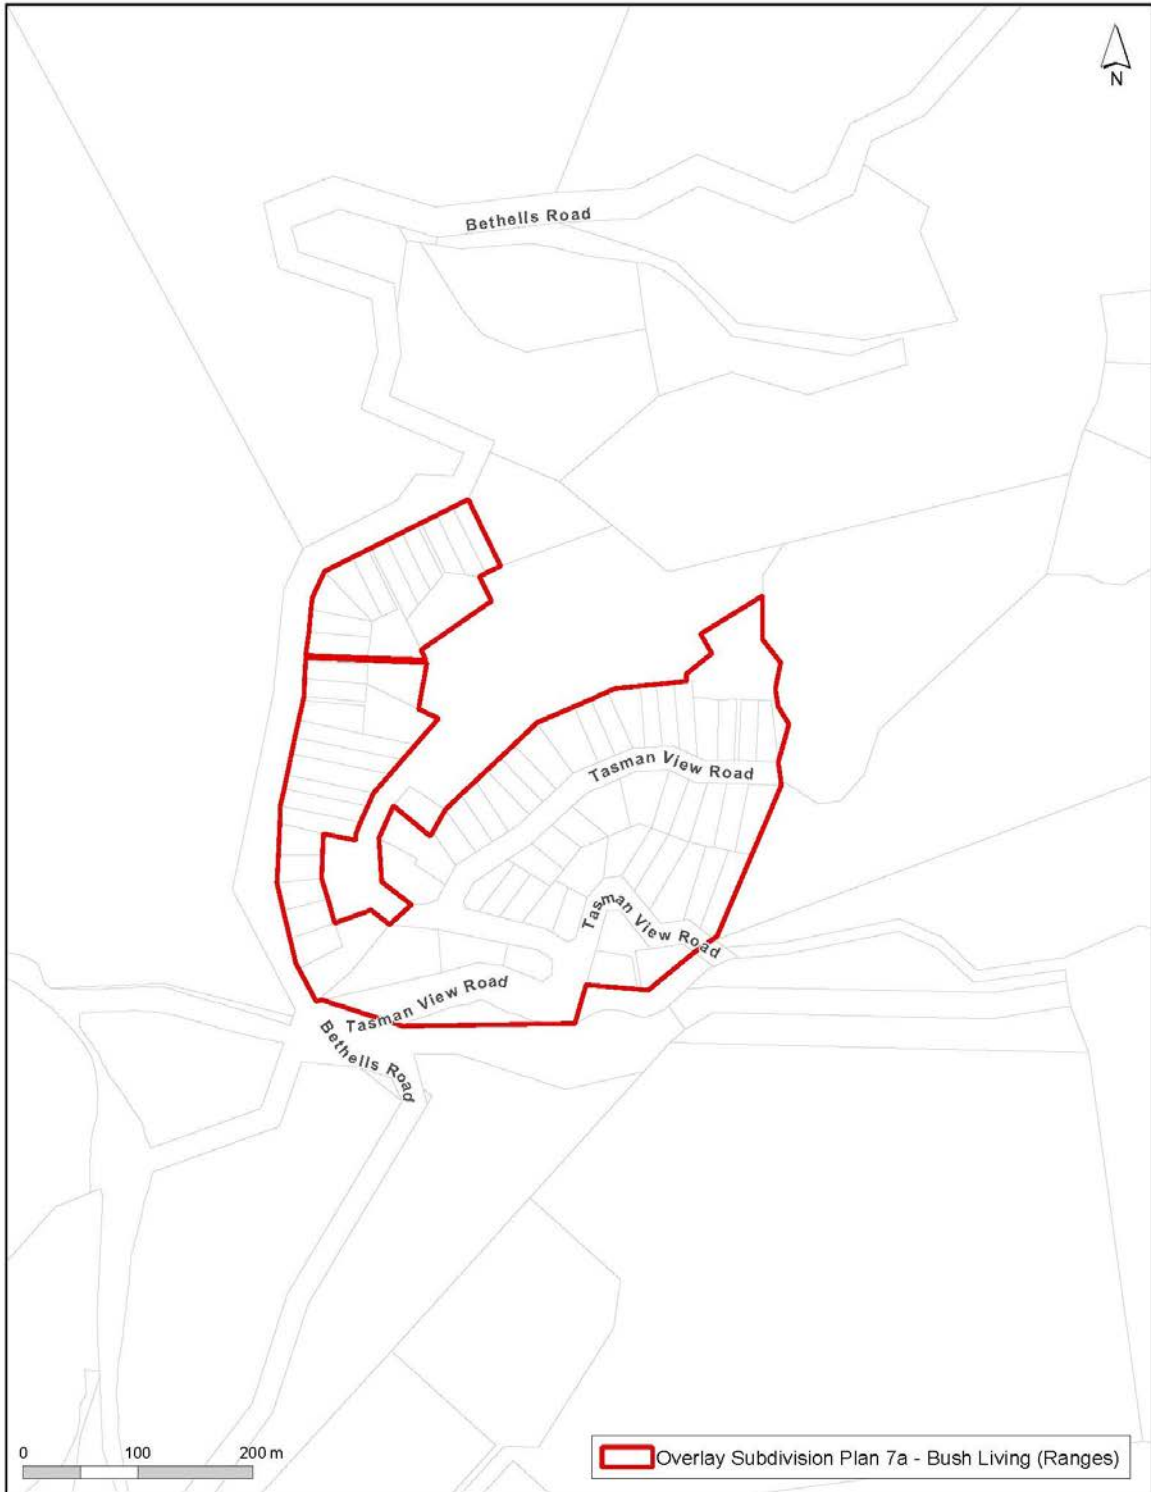 N
Bethells Road
Tasman View Road
Tasman View Road
Tasman View Road
Bethells Road
0 100 200 m
Overlay Subdivision Plan 7a - Bush Living (Ranges)